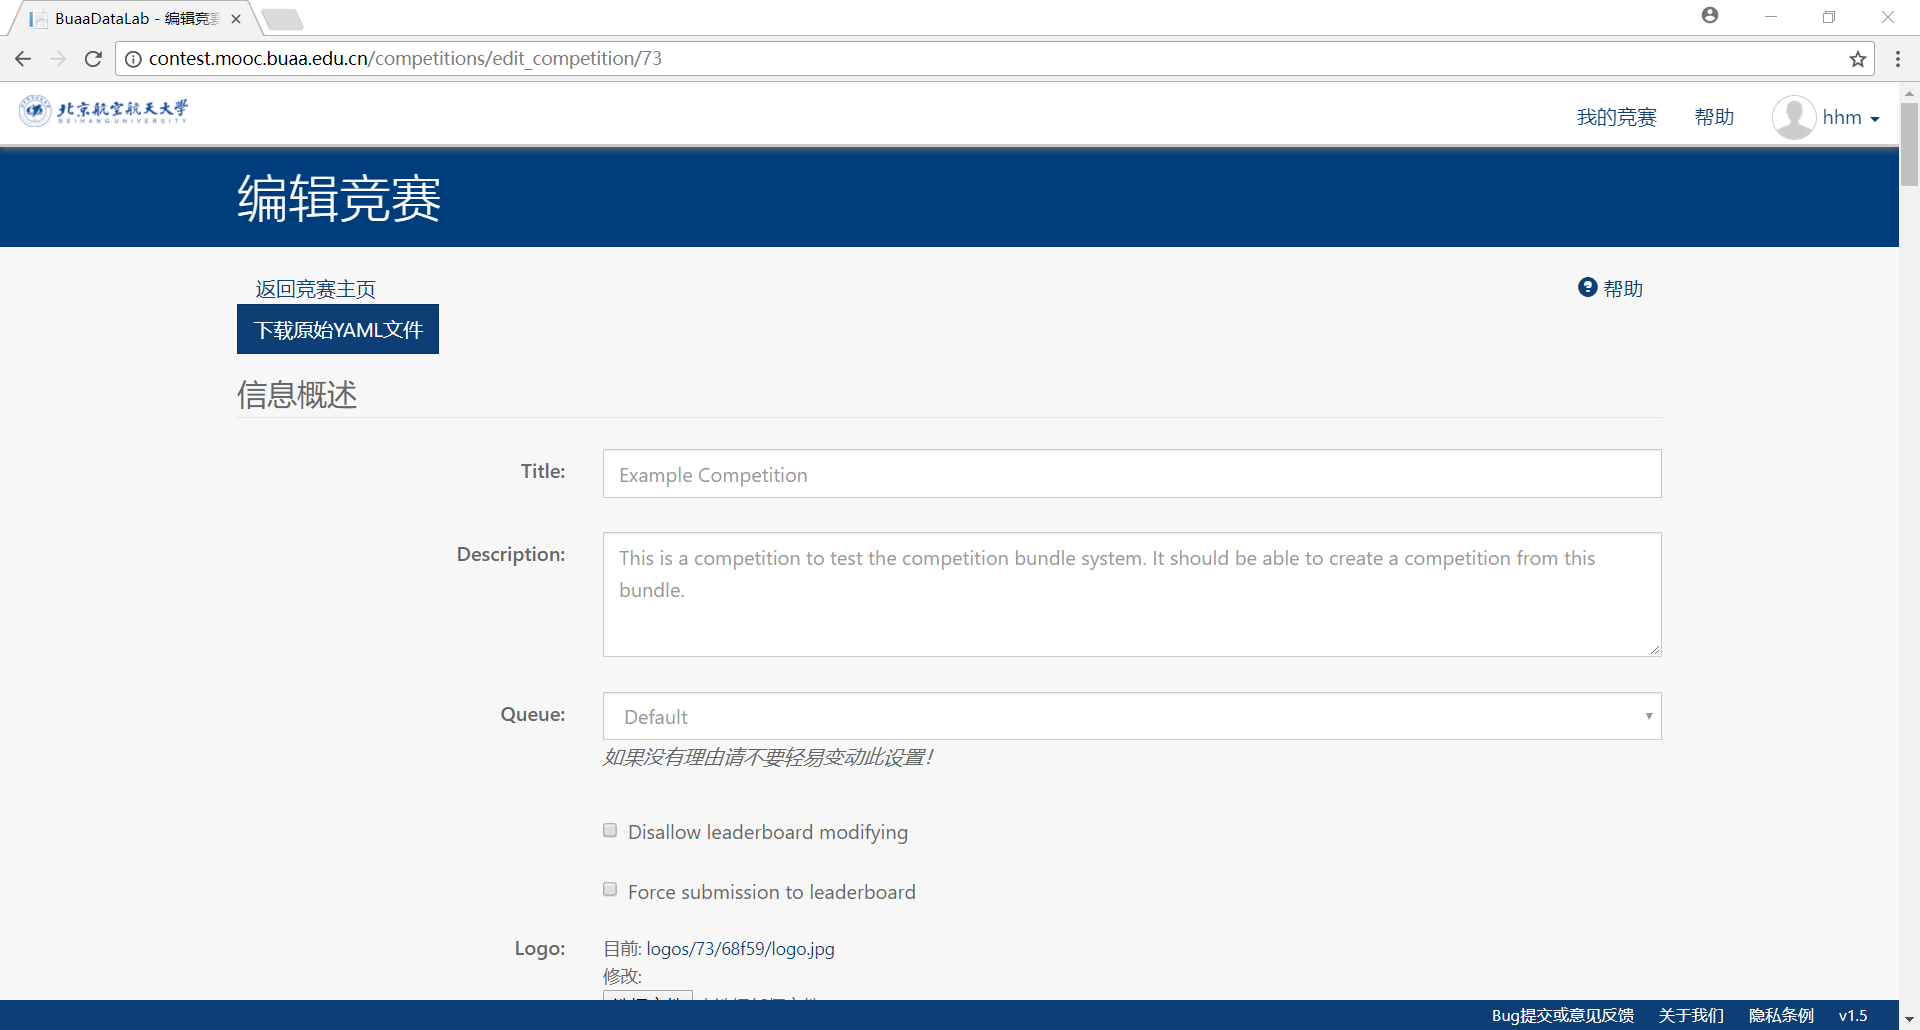 BuaaDataLab - 编辑竞赛
contest.mooc.buaa.edu.cn/competitions/edit_competition/73
北京航空航天大学
BEIHANG UNIVERSITY
我的竞赛 帮助 hhm
编辑竞赛
返回竞赛主页
帮助
下载原始YAML文件
信息概述
Title:
Example Competition
Description:
This is a competition to test the competition bundle system. It should be able to create a competition from this
bundle.
Queue:
Default
如果没有理由请不要轻易变动此设置！
Disallow leaderboard modifying
Force submission to leaderboard
Logo:
目前: logos/73/68f59/logo.jpg
修改:
Bug提交或意见反馈 关于我们 隐私条例 v1.5